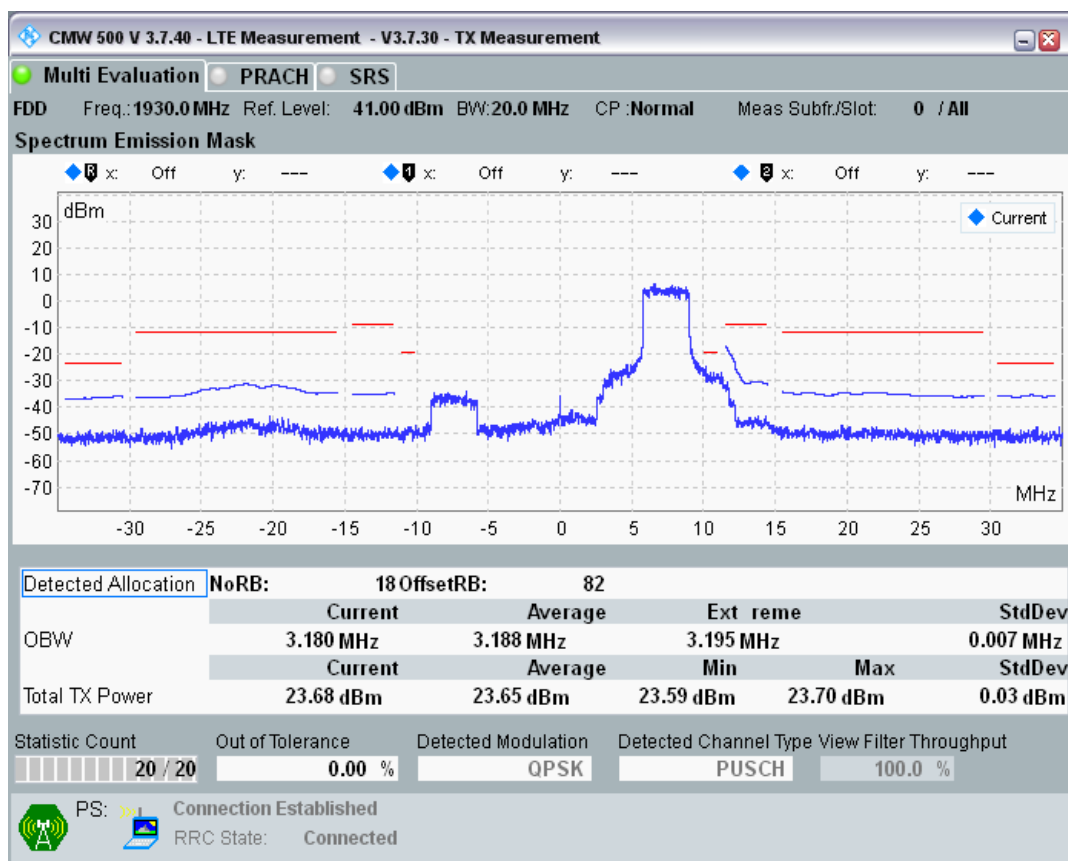 CMW 500 V 3.7.40 - LTE Measurement - V3.7.30 - TX Measurement
Multi Evaluation PRACH SRS
FDD Freq.: 1930.0 MHz Ref. Level: 41.00 dBm BW: 20.0 MHz CP : Normal Meas Subfr./Slot: 0 / All
Spectrum Emission Mask
R x: Off y: --- 1 x: Off y: --- 2 x: Off y: ---
dBm
Current
30
20
10
0
-10
-20
-30
-40
-50
-60
-70
MHz
-30 -25 -20 -15 -10 -5 0 5 10 15 20 25 30
Detected Allocation NoRB: 18 OffsetRB: 82
Current Average Ext reme StdDev
OBW 3.180 MHz 3.188 MHz 3.195 MHz 0.007 MHz
Current Average Min Max StdDev
Total TX Power 23.68 dBm 23.65 dBm 23.59 dBm 23.70 dBm 0.03 dBm
Statistic Count Out of Tolerance Detected Modulation Detected Channel Type View Filter Throughput
20 / 20 0.00 % QPSK PUSCH 100.0 %
PS: Connection Established
RRC State: Connected